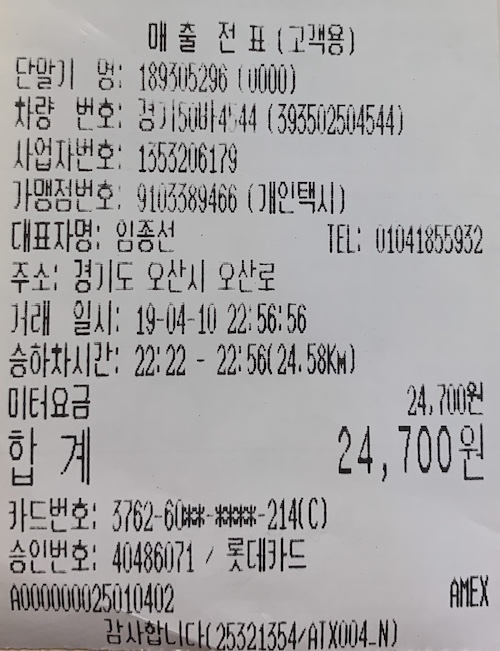 매 출 전 표 (고객용)
단말기 명: 189305296 (0000)
차량 번호: 경기50바4544 (393502504544)
사업자번호: 1353206179
가맹점번호: 9103389466 (개인택시)
대표자명: 임종선 TEL: 01041855932
주소: 경기도 오산시 오산로
거래 일시: 19-04-10 22:56:56
승하차시간: 22:22 - 22:56(24.58Km)
미터요금 24,700원
합 계 24,700원
카드번호: 3762-60**-****-214(C)
승인번호: 40486071 / 롯데카드
A000000025010402 AMEX
감사합니다(25321354/ATX004_N)